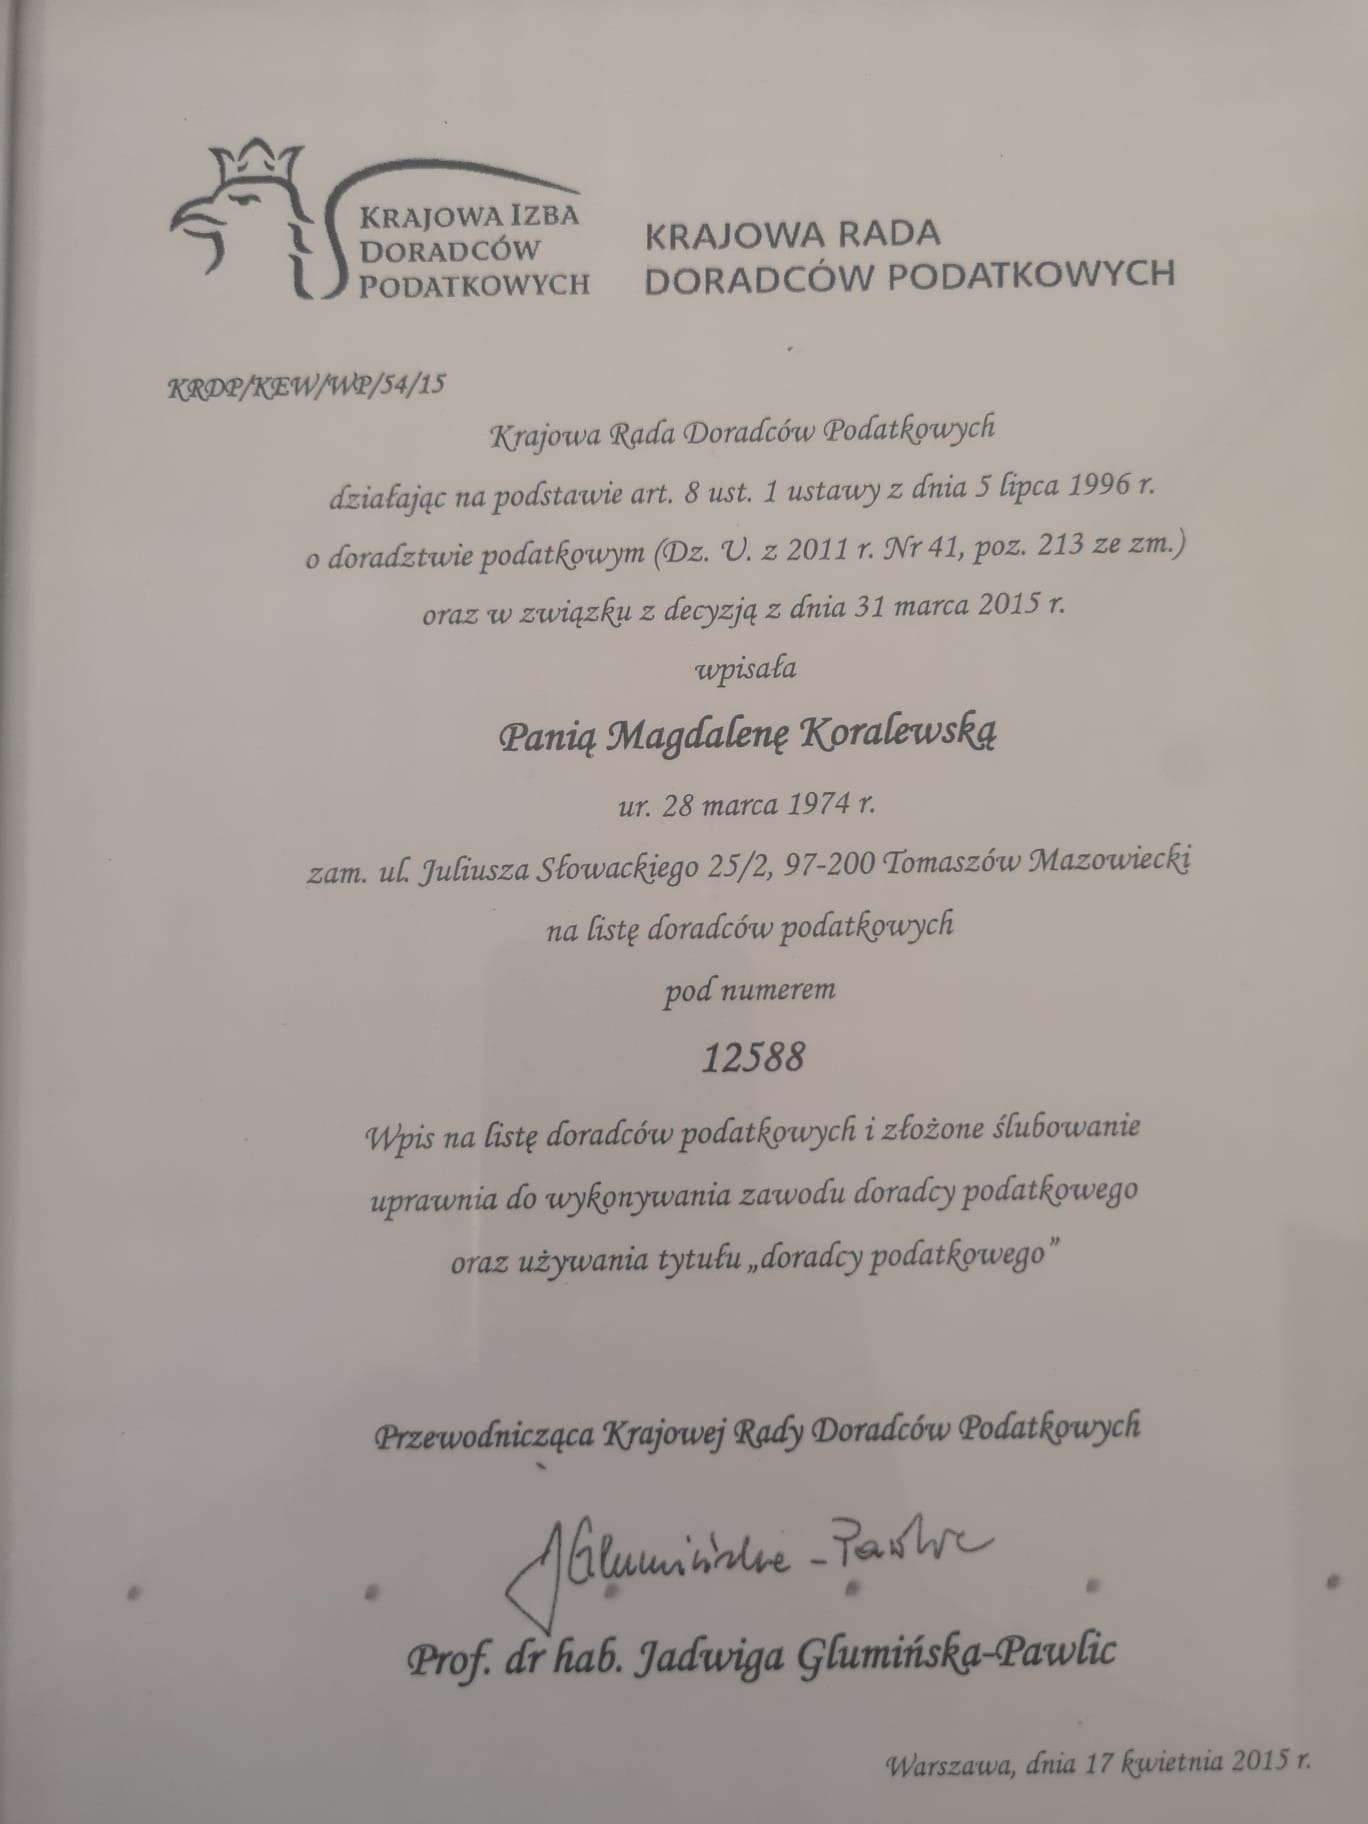 KRAJOWA IZBA
DORADCÓW
PODATKOWYCH
KRAJOWA RADA
DORADCÓW PODATKOWYCH
KRDP/KEW/WP/54/15
Krajowa Rada Doradców Podatkowych
działając na podstawie art. 8 ust. 1 ustawy z dnia 5 lipca 1996 r.
o doradztwie podatkowym (Dz. U. z 2011 r. Nr 41, poz. 213 ze zm.)
oraz w związku z decyzją z dnia 31 marca 2015 r.
wpisała
Panią Magdalenę Koralewską
ur. 28 marca 1974 r.
zam. ul. Juliusza Słowackiego 25/2, 97-200 Tomaszów Mazowiecki
na listę doradców podatkowych
pod numerem
12588
Wpis na listę doradców podatkowych i złożone ślubowanie
uprawnia do wykonywania zawodu doradcy podatkowego
oraz używania tytułu „doradcy podatkowego”
Przewodnicząca Krajowej Rady Doradców Podatkowych
JGlumińska-Pawlic
Prof. dr hab. Jadwiga Glumińska-Pawlic
Warszawa, dnia 17 kwietnia 2015 r.